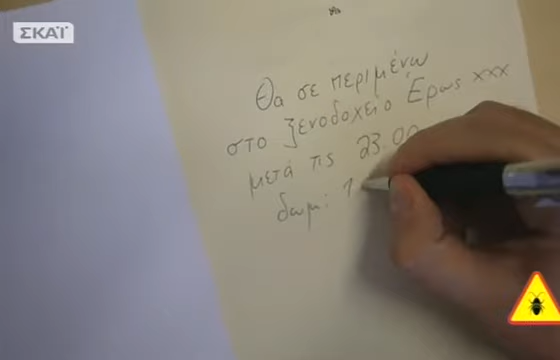 ΣΚΑΪ
Θα σε περιμένω
στο ξενοδοχείο Έρως xxx
μετά τις 23.00
δωμ: 1